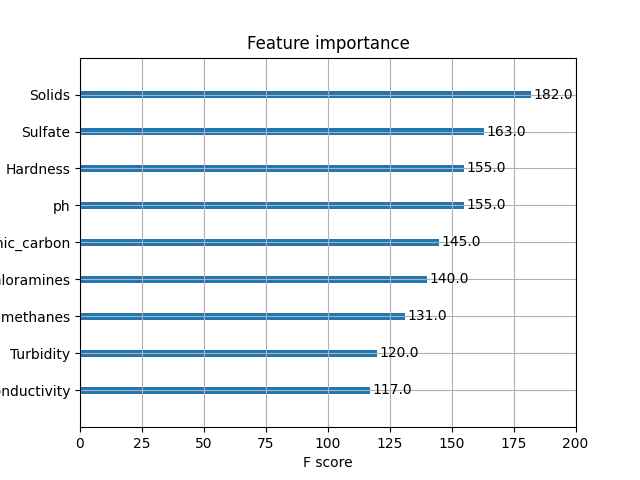 Feature importance
Solids 182.0
Sulfate 163.0
Hardness 155.0
ph 155.0
nic_carbon 145.0
loramines 140.0
methanes 131.0
Turbidity 120.0
nductivity 117.0
0 25 50 75 100 125 150 175 200
F score